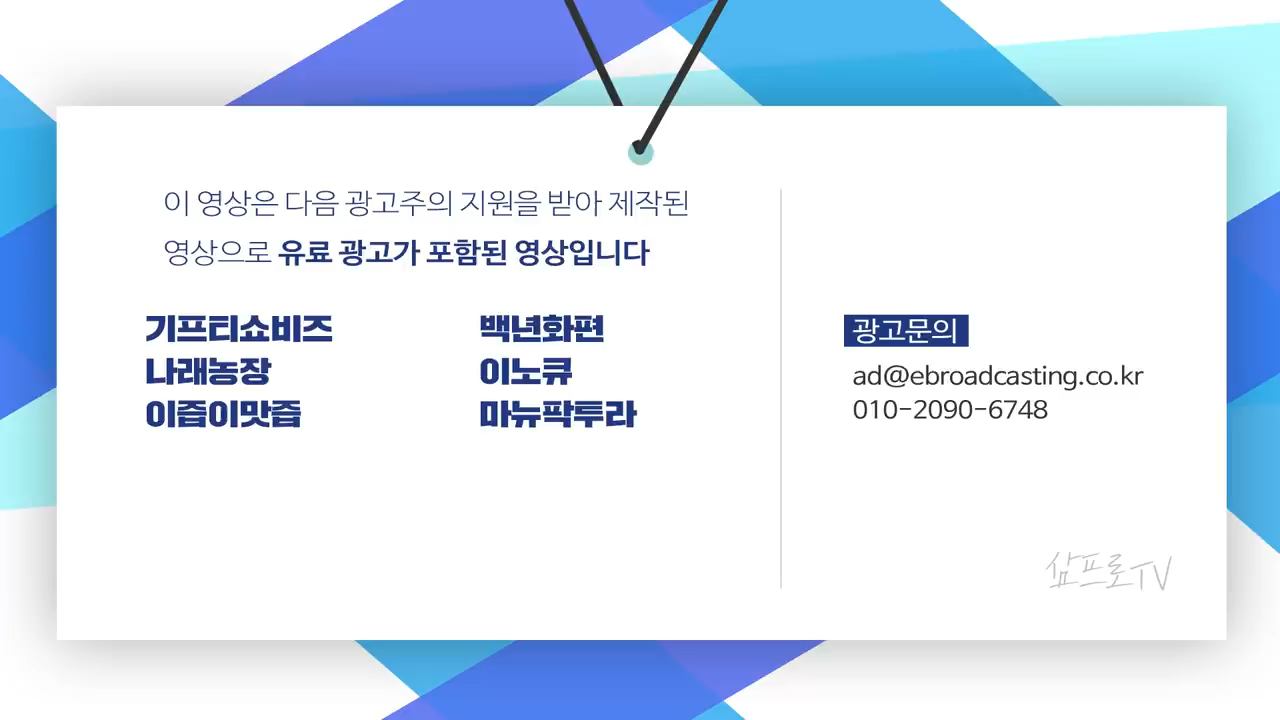 이 영상은 다음 광고주의 지원을 받아 제작된
영상으로 유료 광고가 포함된 영상입니다
기프티쇼비즈
나래농장
이즙이맛즙
백년화편
이노큐
마뉴팍투라
광고문의
ad@ebroadcasting.co.kr
010-2090-6748
삼프로TV